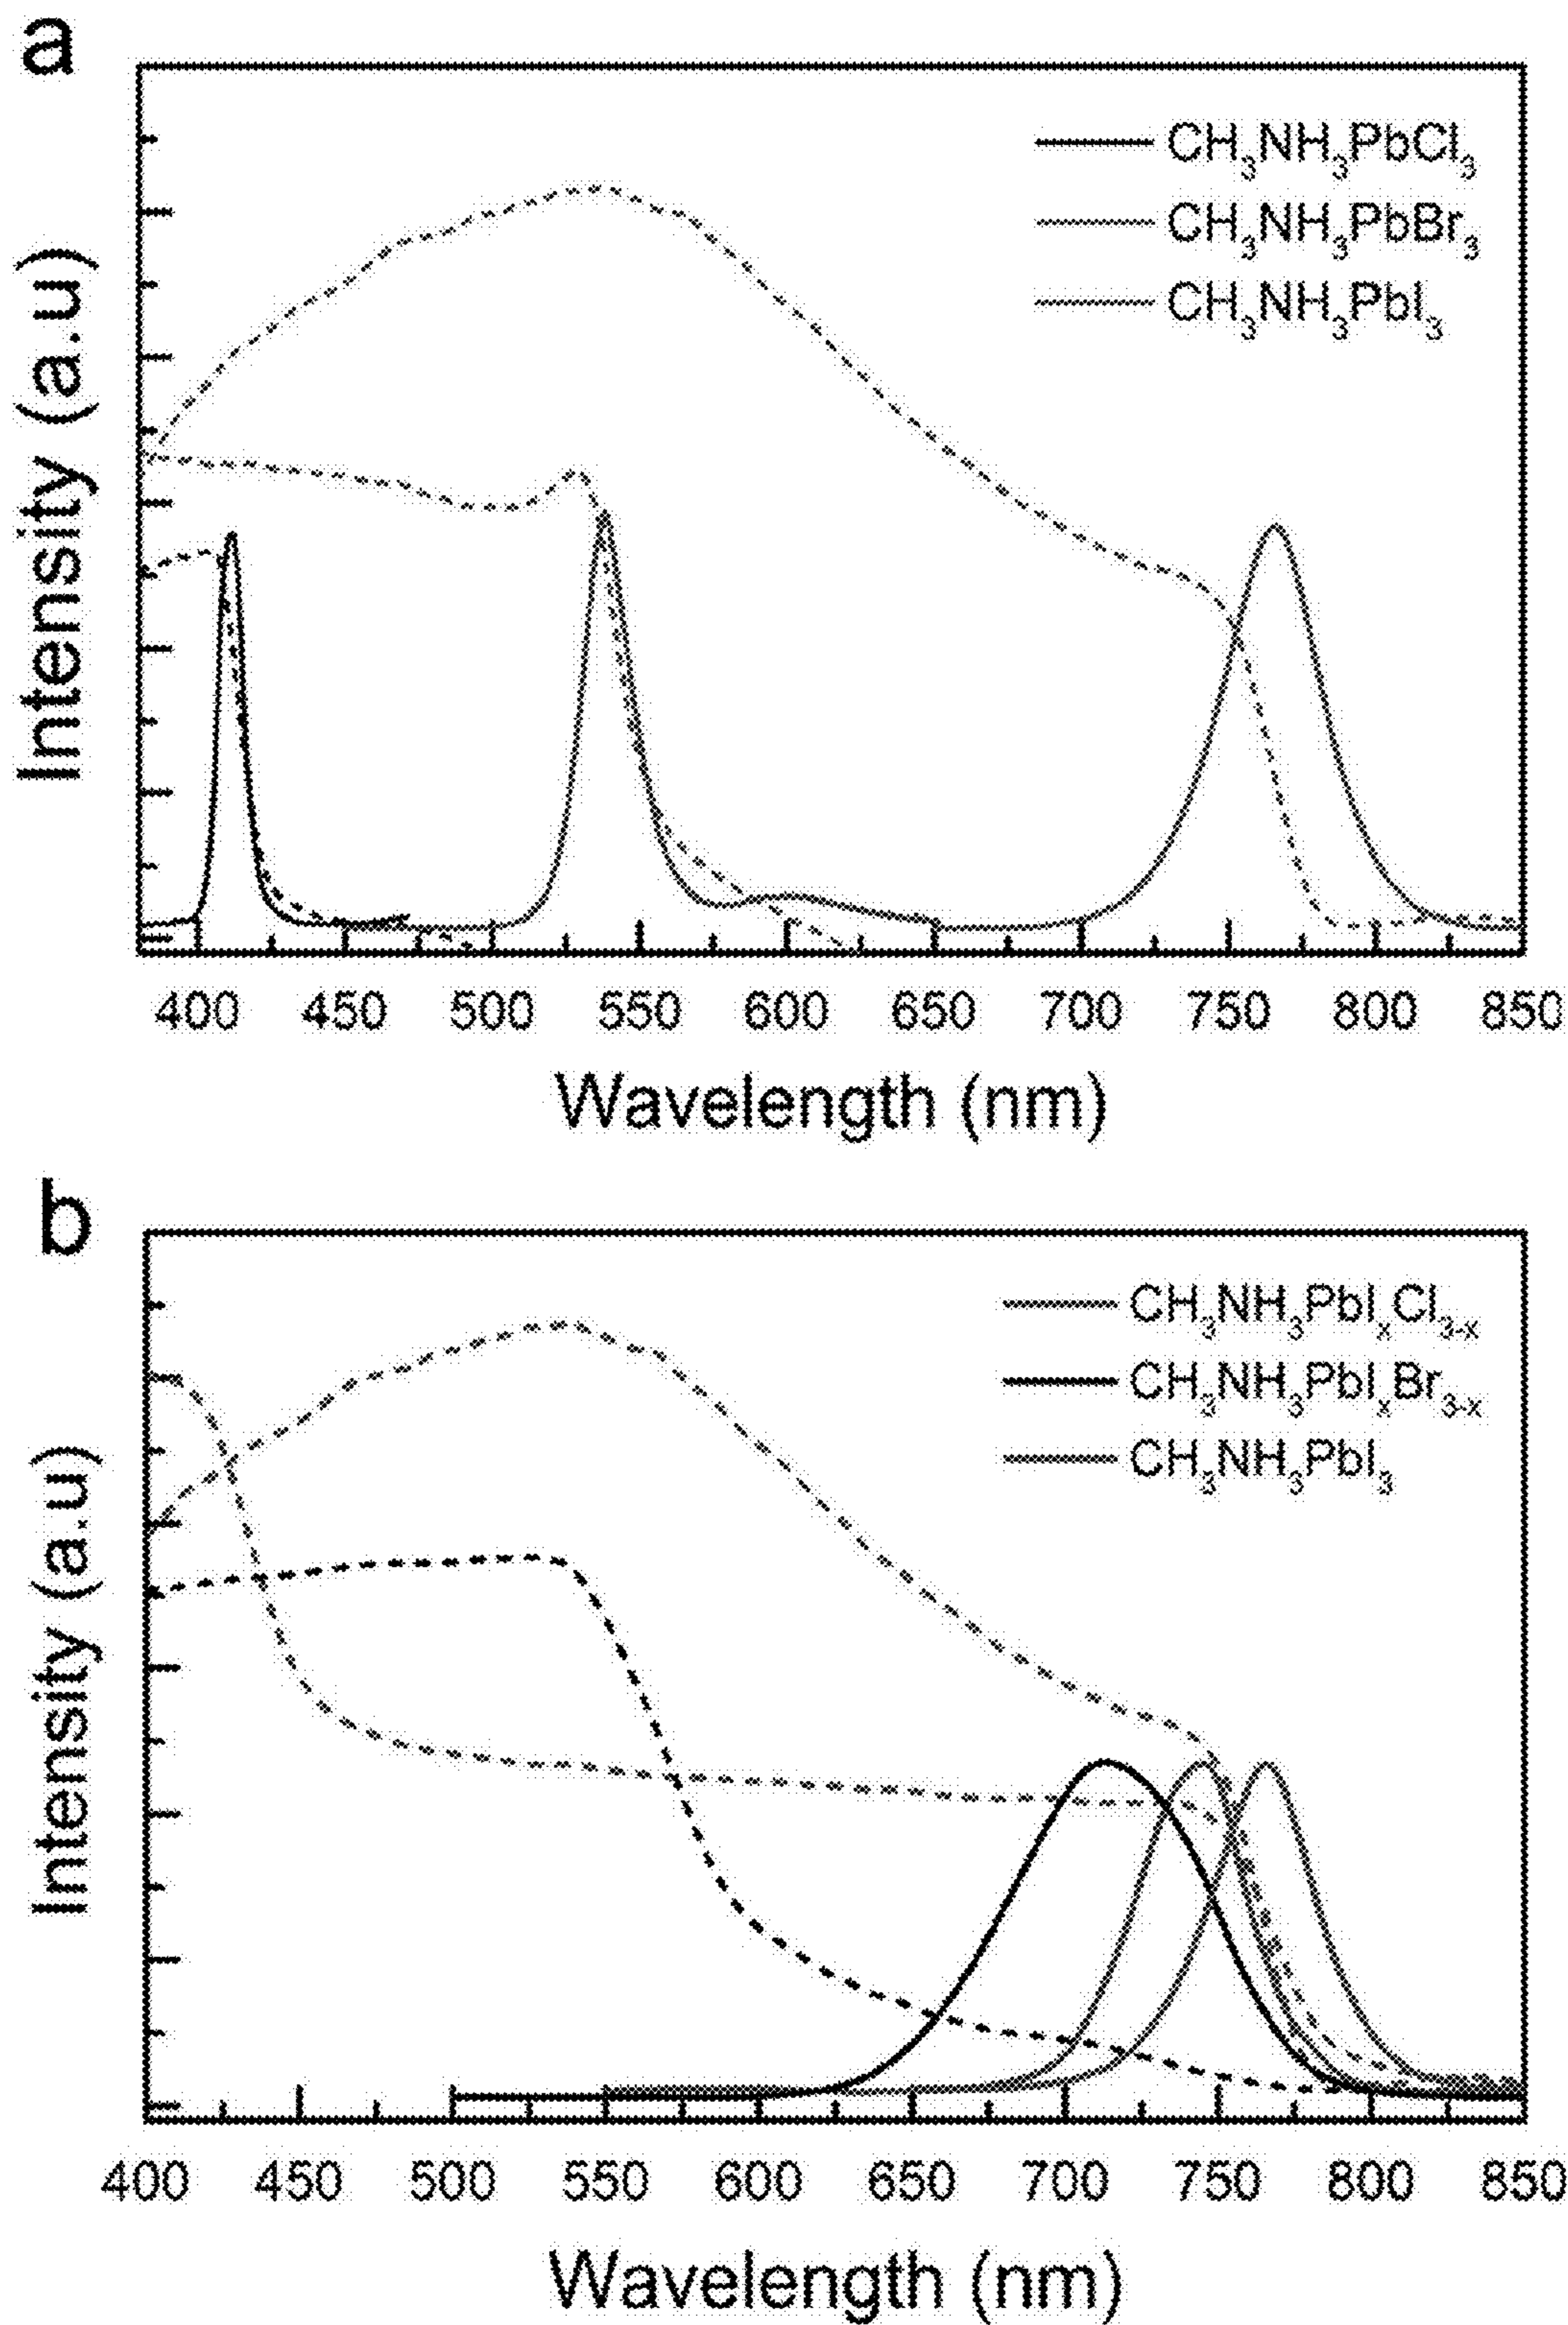 a
CH₃NH₃PbCl₃
CH₃NH₃PbBr₃
CH₃NH₃PbI₃
Intensity (a.u)
400 450 500 550 600 650 700 750 800 850
Wavelength (nm)
b
CH₃NH₃PbIₓCl₃₋ₓ
CH₃NH₃PbIₓBr₃₋ₓ
CH₃NH₃PbI₃
Intensity (a.u)
400 450 500 550 600 650 700 750 800 850
Wavelength (nm)